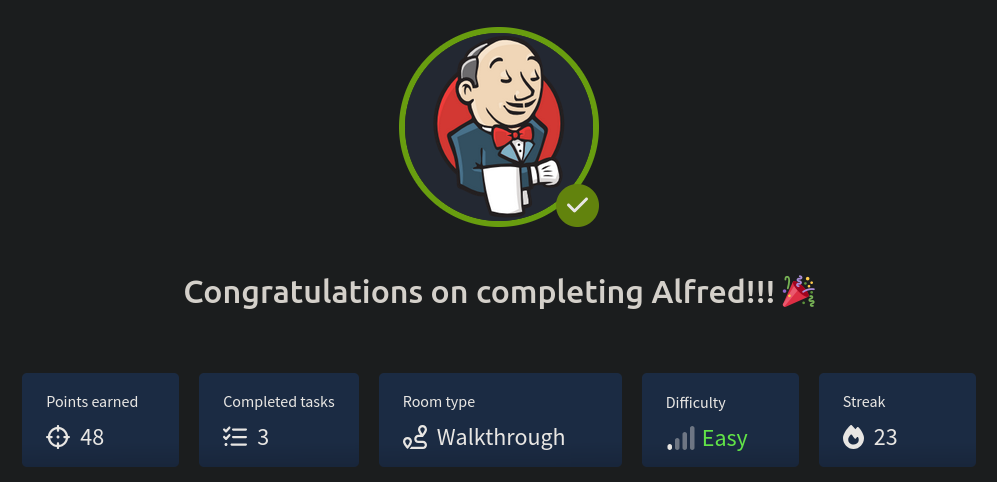 Congratulations on completing Alfred!!! 🎉
Points earned
48
Completed tasks
3
Room type
Walkthrough
Difficulty
Easy
Streak
23